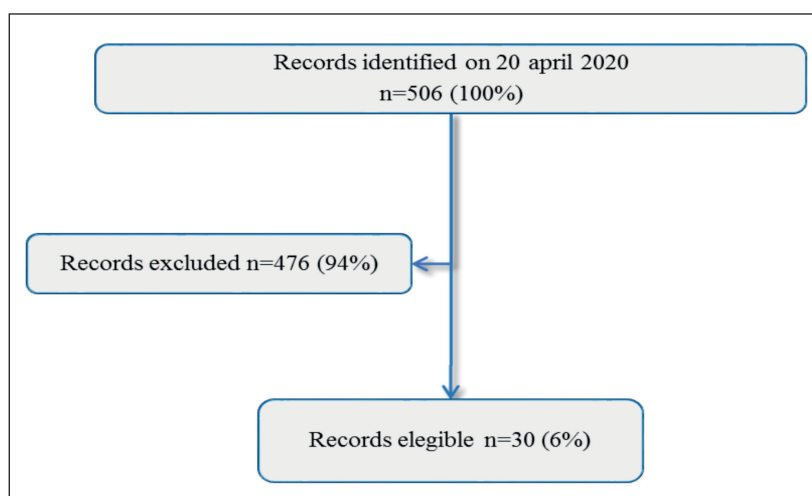 Records identified on 20 april 2020
n=506 (100%)
Records excluded n=476 (94%)
Records elegible n=30 (6%)